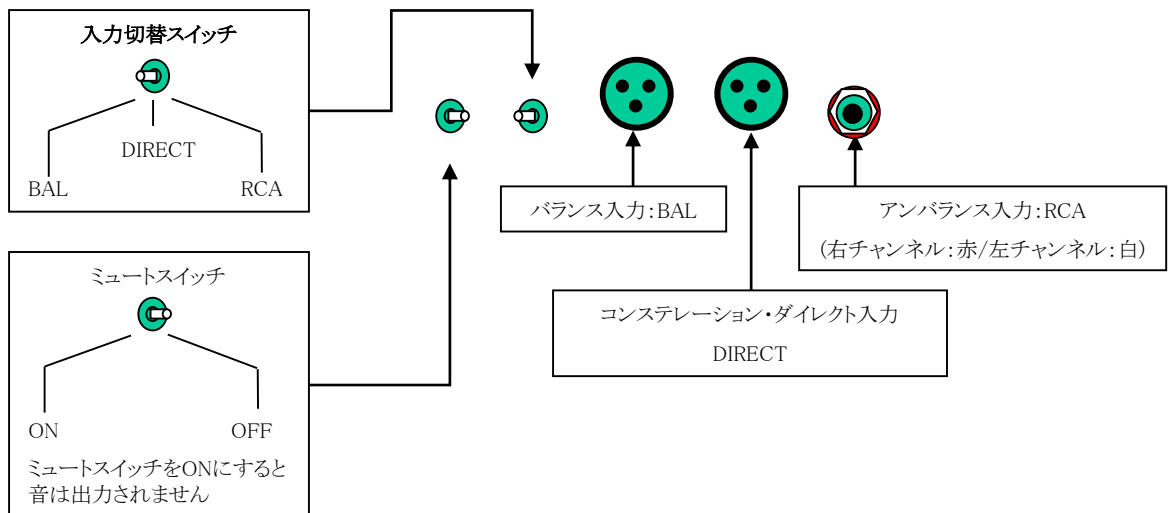 入力切替スイッチ
DIRECT
BAL
RCA
バランス入力：BAL
アンバランス入力：RCA
(右チャンネル：赤/左チャンネル：白)
コンステレーション・ダイレクト入力
DIRECT
ミュートスイッチ
ON
OFF
ミュートスイッチをONにすると
音は出力されません